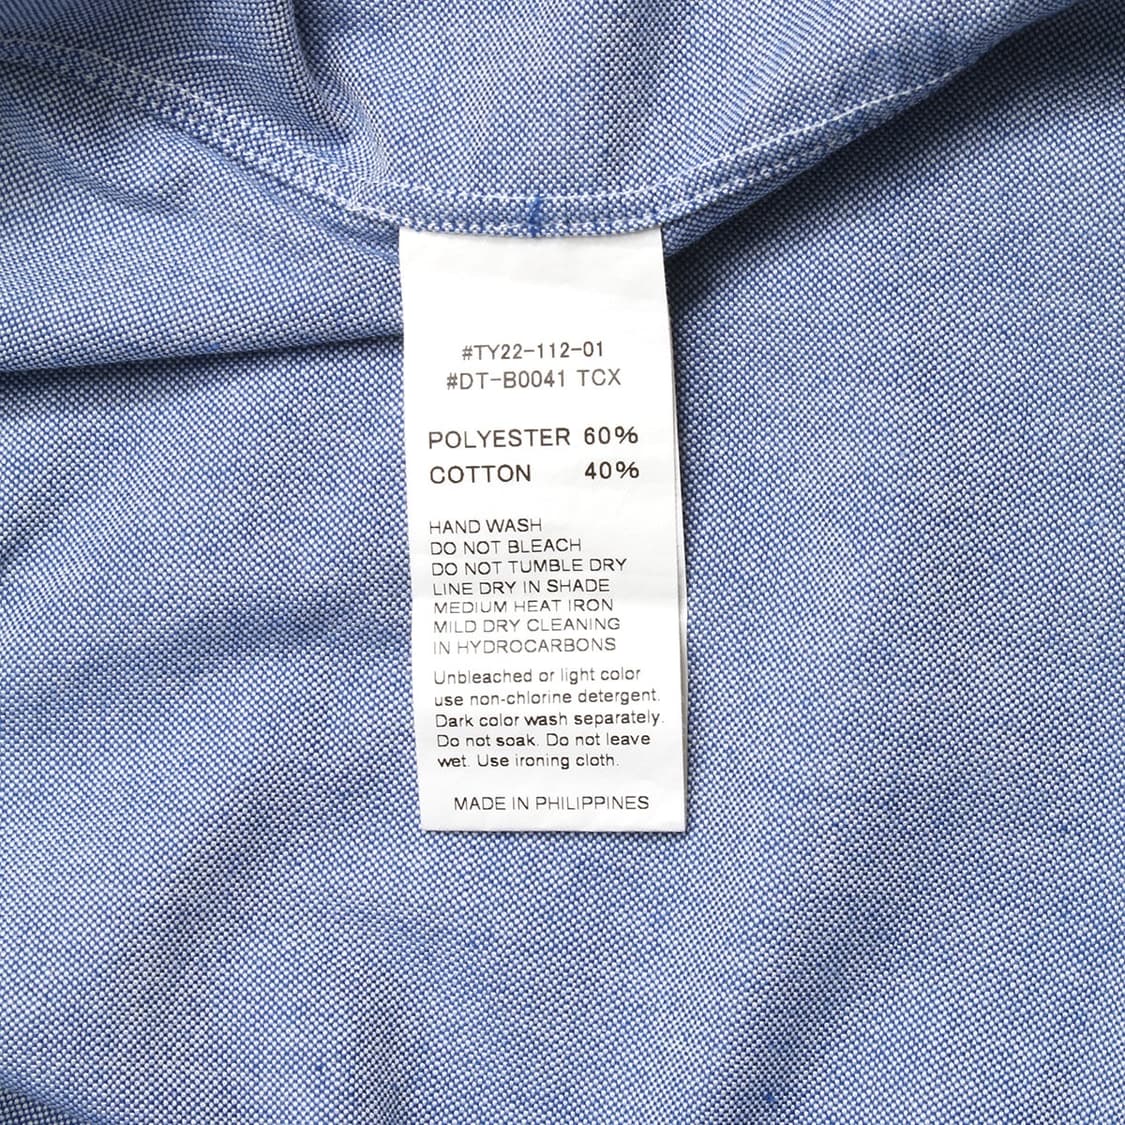 #TY22-112-01
#DT-B0041 TCX
POLYESTER 60%
COTTON 40%
HAND WASH
DO NOT BLEACH
DO NOT TUMBLE DRY
LINE DRY IN SHADE
MEDIUM HEAT IRON
MILD DRY CLEANING
IN HYDROCARBONS
Unbleached or light color
use non-chlorine detergent.
Dark color wash separately.
Do not soak. Do not leave
wet. Use ironing cloth.
MADE IN PHILIPPINES